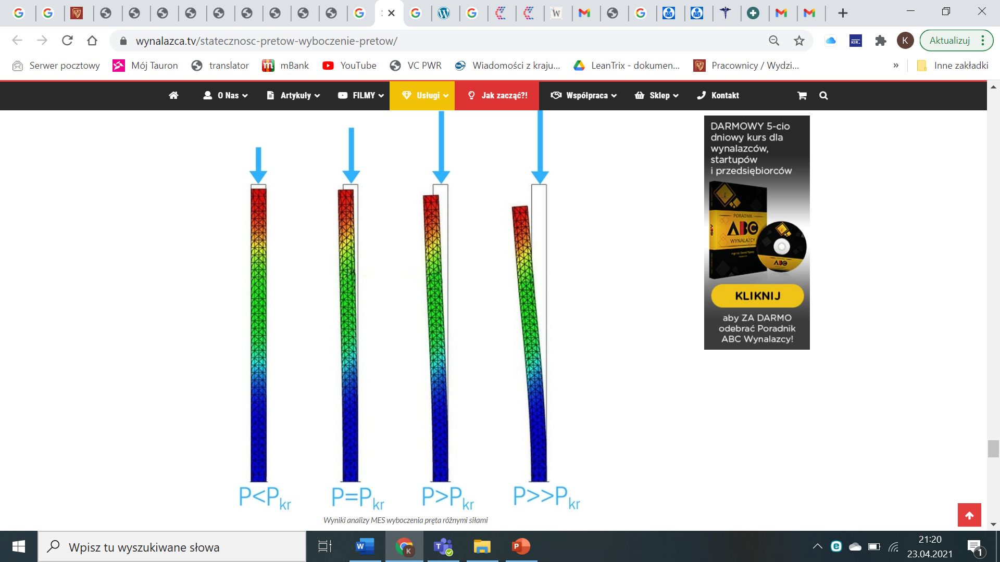 wynalazca.tv/statecznosc-pretow-wyboczenie-pretow/
K
Aktualizuj
Serwer pocztowy
Mój Tauron
translator
mBank
YouTube
VC PWR
Wiadomości z kraju...
LeanTrix - dokumen...
Pracownicy / Wydzi...
»
Inne zakładki
O Nas
Artykuły
FILMY
Usługi
Jak zacząć?!
Współpraca
Sklep
Kontakt
DARMOWY 5-cio
dniowy kurs dla
wynalazców,
startupów
i przedsiębiorców
PORADNIK
ABC
WYNALAZCY
ABC
KLIKNIJ
aby ZA DARMO
odebrać Poradnik
ABC Wynalazcy!
P<Pkr
P=Pkr
P>Pkr
P>>Pkr
Wyniki analizy MES wyboczenia pręta różnymi siłami
Wpisz tu wyszukiwane słowa
21:20
23.04.2021
1